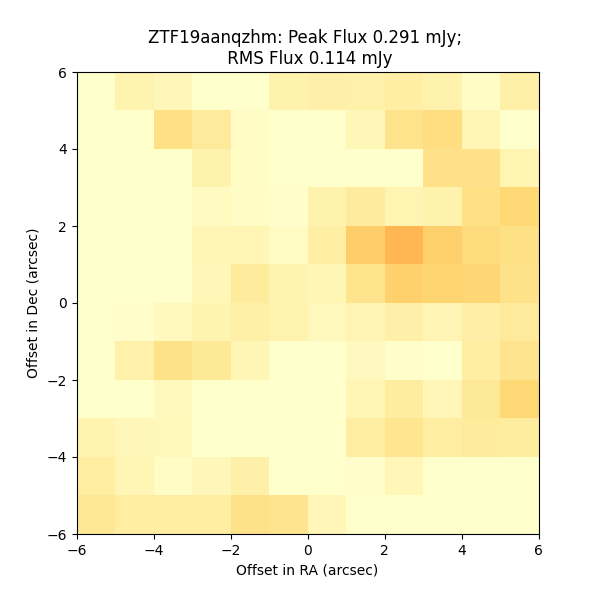 ZTF19aanqzhm: Peak Flux 0.291 mJy;
RMS Flux 0.114 mJy
6
4
2
0
−2
−4
−6
Offset in Dec (arcsec)
−6 −4 −2 0 2 4 6
Offset in RA (arcsec)